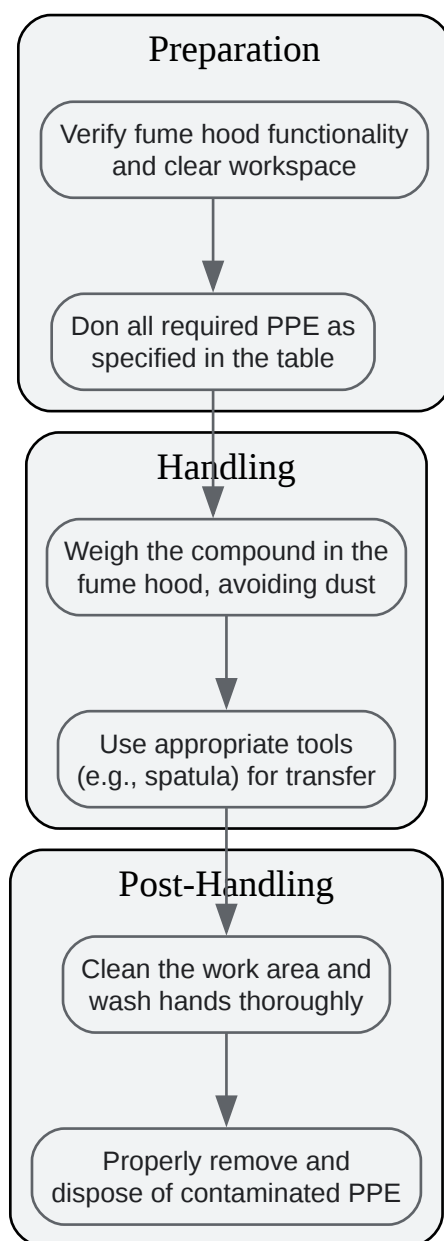 Preparation
Verify fume hood functionality
and clear workspace
Don all required PPE as
specified in the table
Handling
Weigh the compound in the
fume hood, avoiding dust
Use appropriate tools
(e.g., spatula) for transfer
Post-Handling
Clean the work area and
wash hands thoroughly
Properly remove and
dispose of contaminated PPE